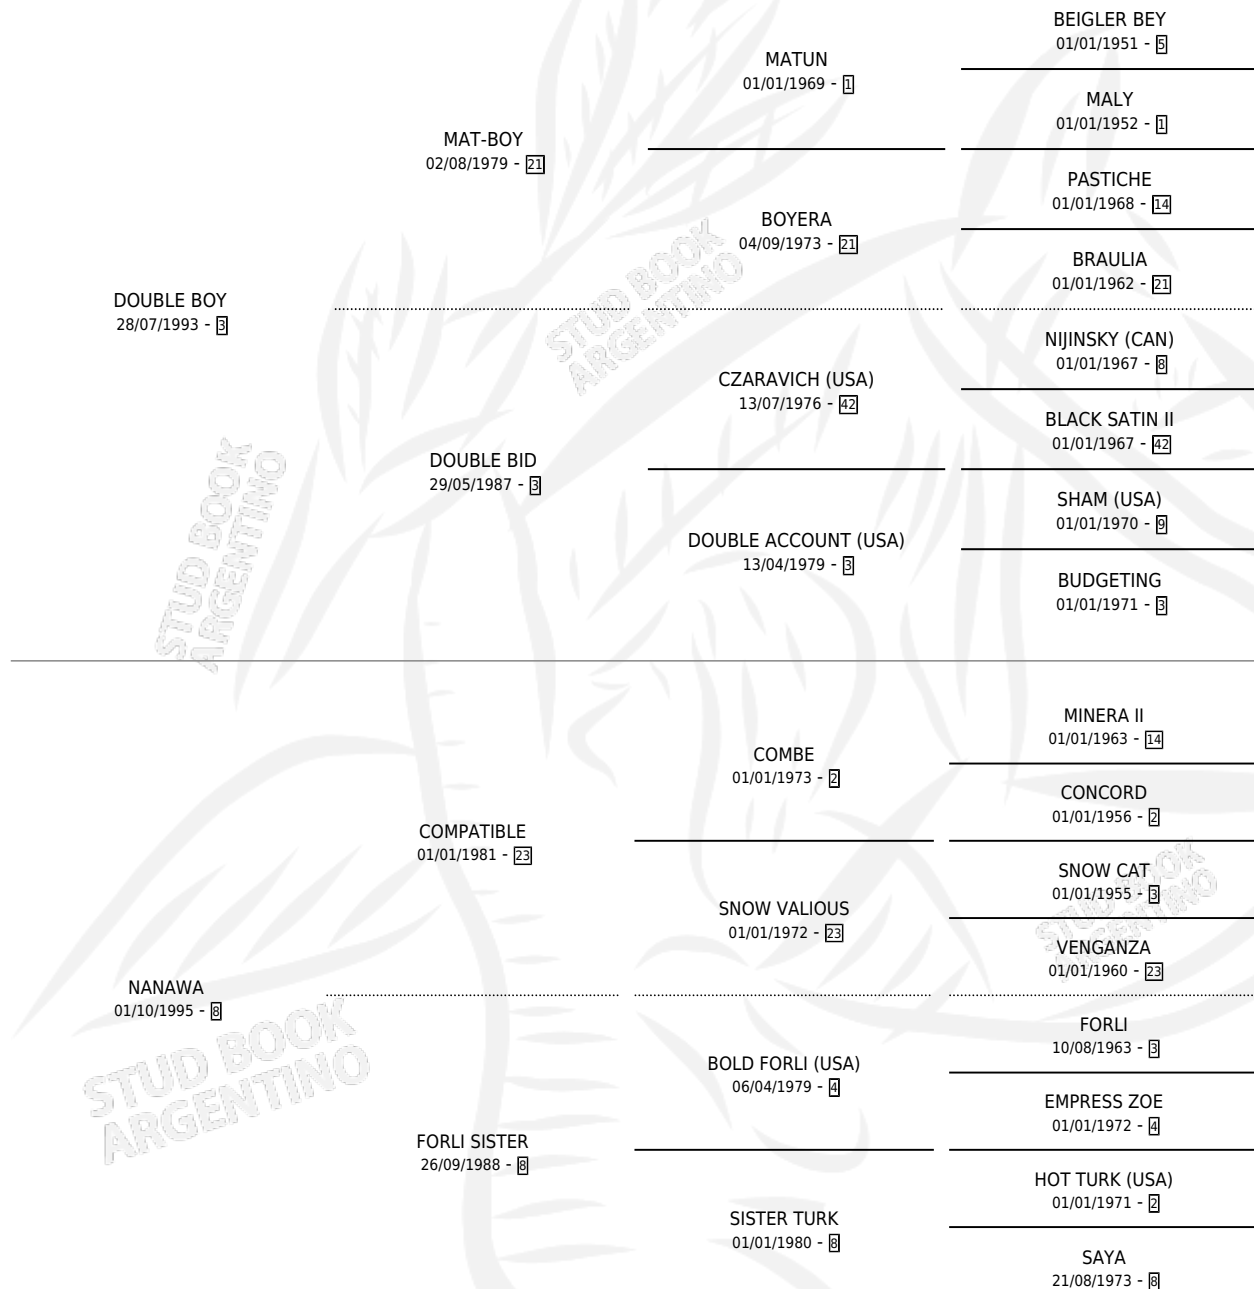 BEIGLER BEY
01/01/1951 - 5
MATUN
01/01/1969 - 1
MALY
01/01/1952 - 1
MAT-BOY
02/08/1979 - 21
PASTICHE
01/01/1968 - 14
BOYERA
04/09/1973 - 21
BRAULIA
01/01/1962 - 21
DOUBLE BOY
28/07/1993 - 3
NIJINSKY (CAN)
01/01/1967 - 8
CZARAVICH (USA)
13/07/1976 - 42
BLACK SATIN II
01/01/1967 - 42
DOUBLE BID
29/05/1987 - 3
SHAM (USA)
01/01/1970 - 9
DOUBLE ACCOUNT (USA)
13/04/1979 - 3
BUDGETING
01/01/1971 - 3
MINERA II
01/01/1963 - 14
COMBE
01/01/1973 - 2
CONCORD
01/01/1956 - 2
COMPATIBLE
01/01/1981 - 23
SNOW CAT
01/01/1955 - 3
SNOW VALIOUS
01/01/1972 - 23
VENGANZA
01/01/1960 - 23
NANAWA
01/10/1995 - 8
FORLI
10/08/1963 - 3
BOLD FORLI (USA)
06/04/1979 - 4
EMPRESS ZOE
01/01/1972 - 4
FORLI SISTER
26/09/1988 - 8
HOT TURK (USA)
01/01/1971 - 2
SISTER TURK
01/01/1980 - 8
SAYA
21/08/1973 - 8
STUD BOOK
ARGENTINO
STUD BOOK
ARGENTINO
STUD BOOK
ARGENTINO
STUD BOOK
ARGENTINO